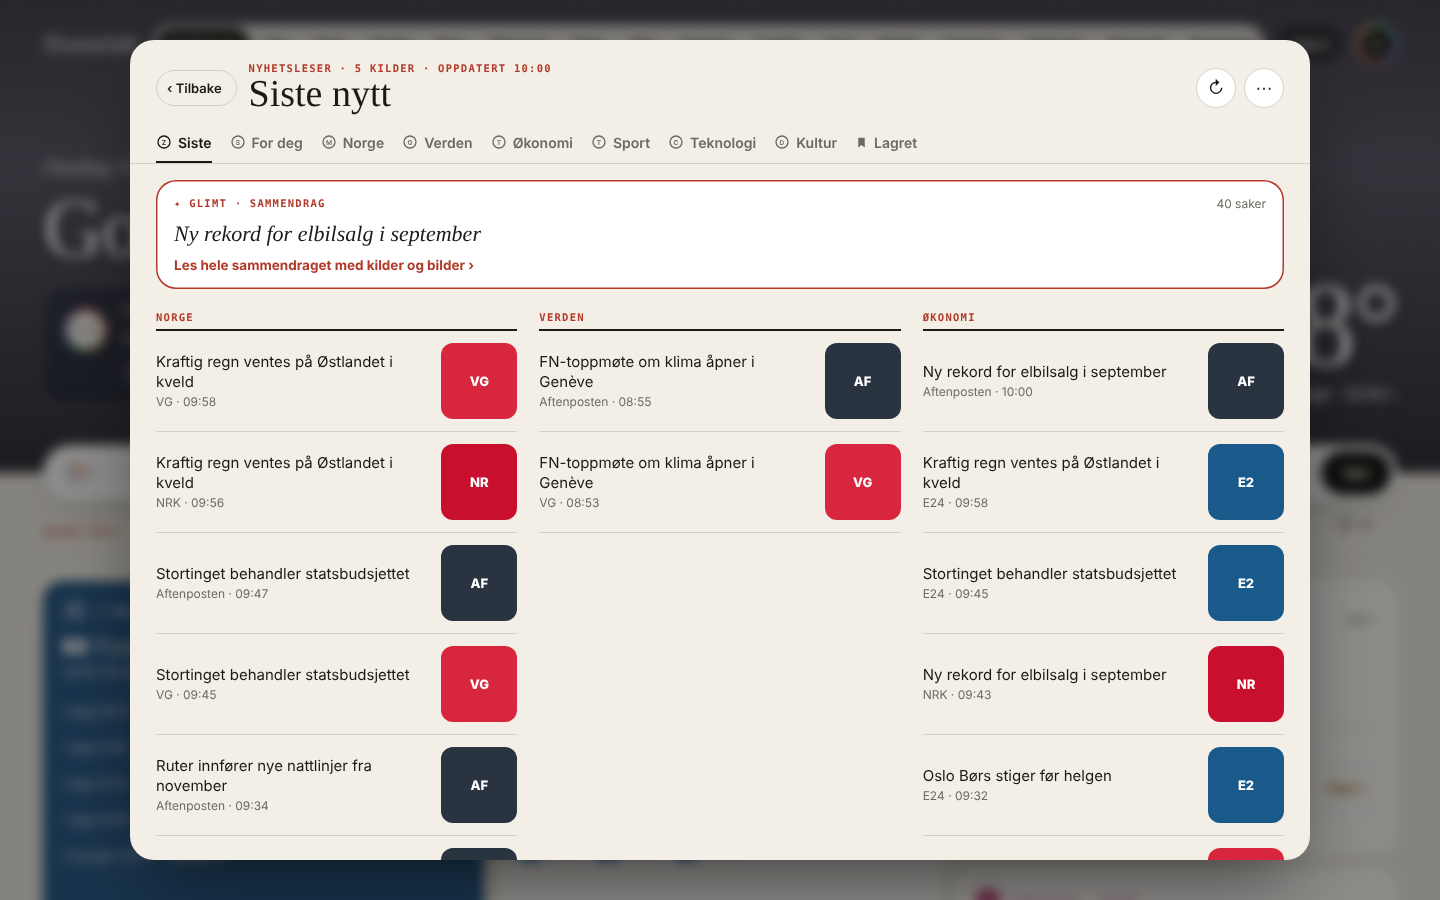 NYHETSLESER · 5 KILDER · OPPDATERT 10:00
‹ Tilbake
Siste nytt
Siste
For deg
Norge
Verden
Økonomi
Sport
Teknologi
Kultur
Lagret
GLIMT · SAMMENDRAG
40 saker
Ny rekord for elbilsalg i september
Les hele sammendraget med kilder og bilder ›
NORGE
Kraftig regn ventes på Østlandet i
kveld
VG · 09:58
VG
Kraftig regn ventes på Østlandet i
kveld
NRK · 09:56
NR
Stortinget behandler statsbudsjettet
Aftenposten · 09:47
AF
Stortinget behandler statsbudsjettet
VG · 09:45
VG
Ruter innfører nye nattlinjer fra
november
Aftenposten · 09:34
AF
VERDEN
FN-toppmøte om klima åpner i
Genève
Aftenposten · 08:55
AF
FN-toppmøte om klima åpner i
Genève
VG · 08:53
VG
ØKONOMI
Ny rekord for elbilsalg i september
Aftenposten · 10:00
AF
Kraftig regn ventes på Østlandet i
kveld
E24 · 09:58
E2
Stortinget behandler statsbudsjettet
E24 · 09:45
E2
Ny rekord for elbilsalg i september
NRK · 09:43
NR
Oslo Børs stiger før helgen
E24 · 09:32
E2
8°